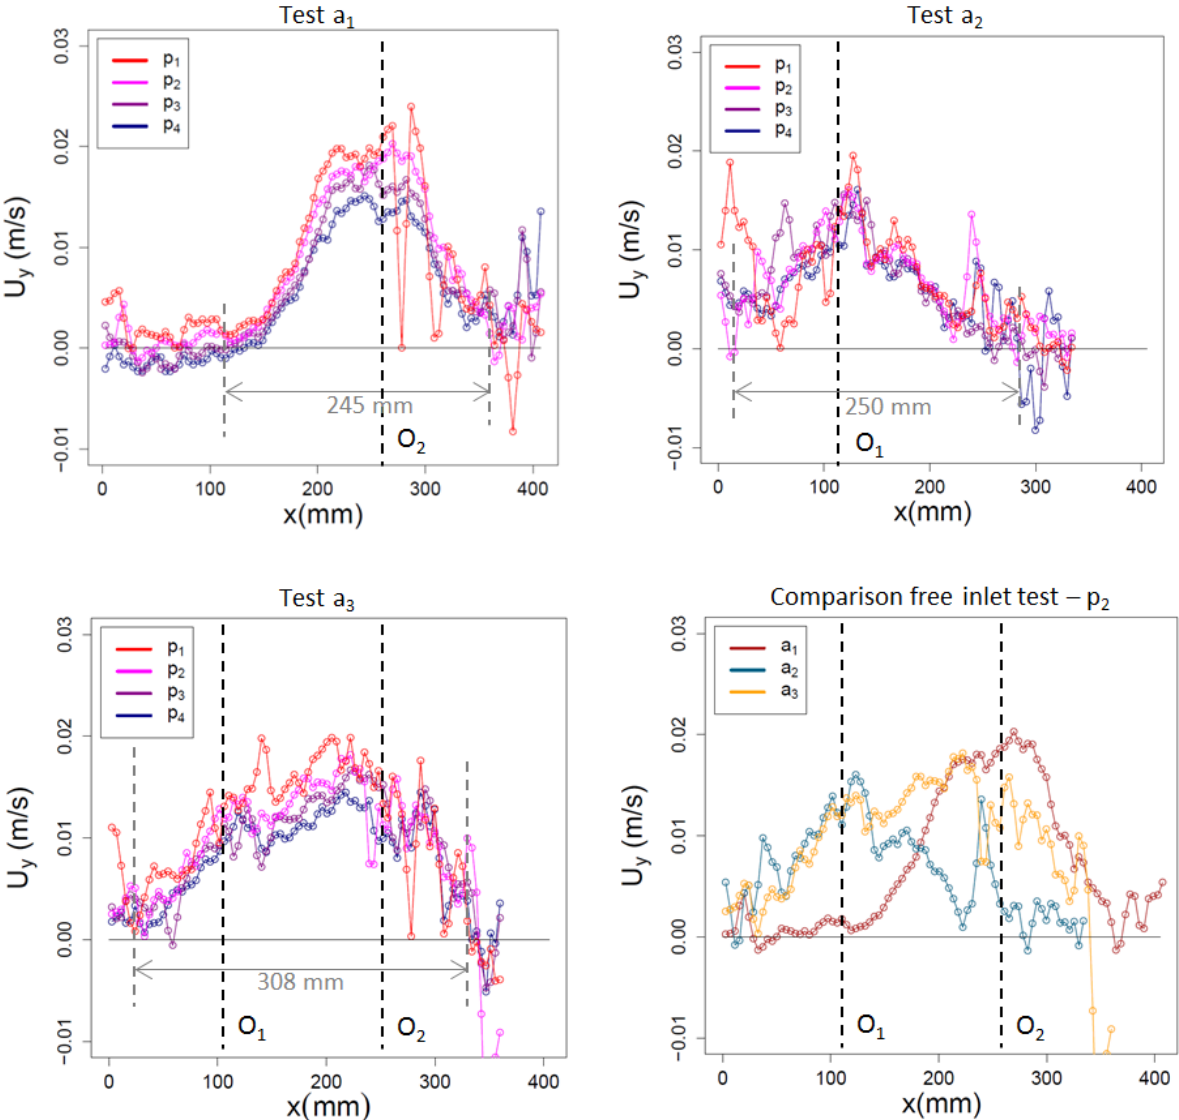 Test a₁
0.03
0.02
0.01
0.00
−0.01
Uy (m/s)
p₁
p₂
p₃
p₄
245 mm
O₂
0 100 200 300 400
x(mm)
Test a₂
0.03
0.02
0.01
0.00
−0.01
Uy (m/s)
p₁
p₂
p₃
p₄
250 mm
O₁
0 100 200 300 400
x(mm)
Test a₃
0.03
0.02
0.01
0.00
−0.01
Uy (m/s)
p₁
p₂
p₃
p₄
308 mm
O₁ O₂
0 100 200 300 400
x(mm)
Comparison free inlet test – p₂
0.03
0.02
0.01
0.00
−0.01
Uy (m/s)
a₁
a₂
a₃
O₁ O₂
0 100 200 300 400
x(mm)